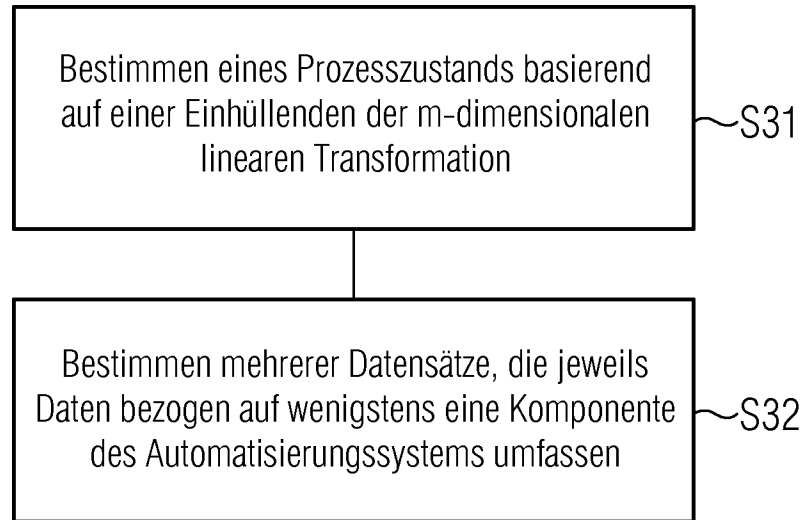 Bestimmen eines Prozesszustands basierend
auf einer Einhüllenden der m-dimensionalen
linearen Transformation
S31
Bestimmen mehrerer Datensätze, die jeweils
Daten bezogen auf wenigstens eine Komponente
des Automatisierungssystems umfassen
S32